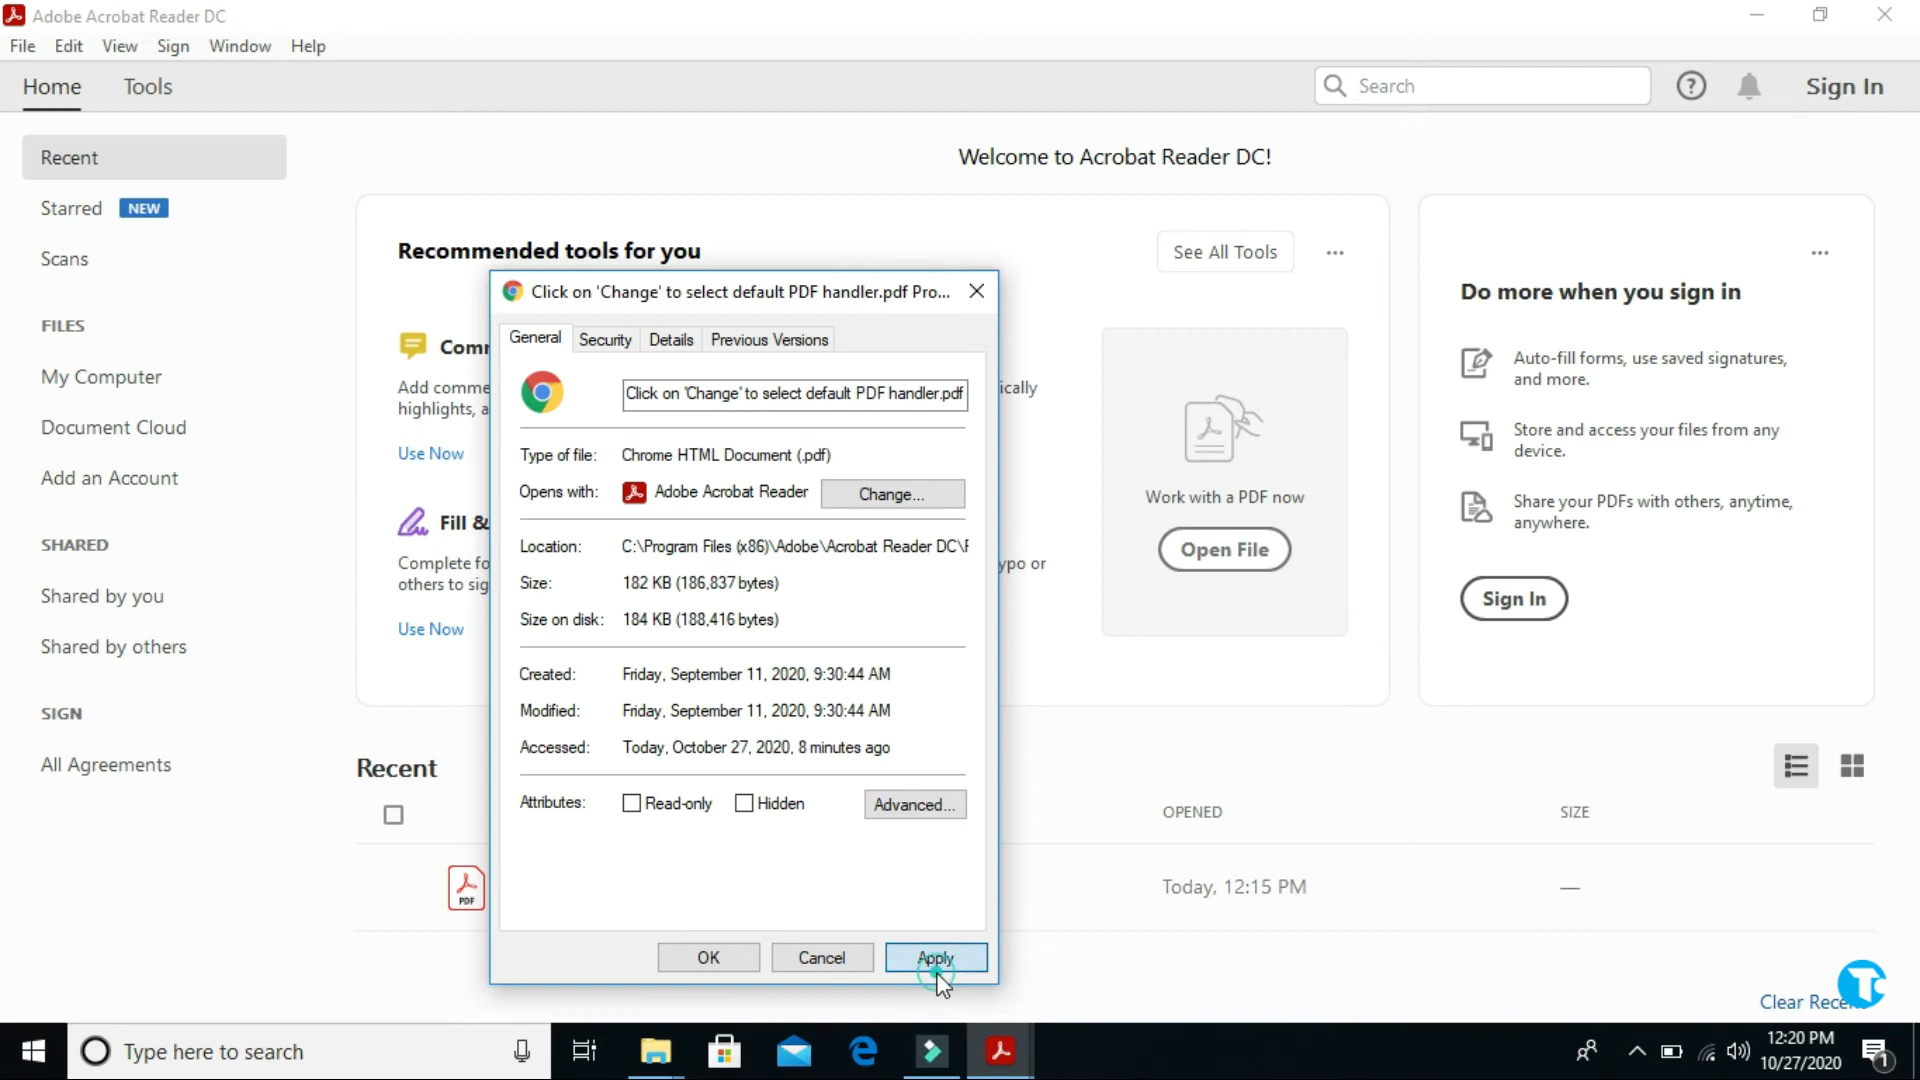 Adobe Acrobat Reader DC
File Edit View Sign Window Help
Home Tools
Search
Sign In
Recent
Starred NEW
Scans
FILES
My Computer
Document Cloud
Add an Account
SHARED
Shared by you
Shared by others
SIGN
All Agreements
Welcome to Acrobat Reader DC!
Recommended tools for you
See All Tools
Add comme
highlights, a
ically
Use Now
Fill &
Complete fo
others to sig
ypo or
Use Now
Work with a PDF now
Open File
Do more when you sign in
Auto-fill forms, use saved signatures,
and more.
Store and access your files from any
device.
Share your PDFs with others, anytime,
anywhere.
Sign In
Click on 'Change' to select default PDF handler.pdf Pro...
General Security Details Previous Versions
Click on 'Change' to select default PDF handler.pdf
Type of file: Chrome HTML Document (.pdf)
Opens with: Adobe Acrobat Reader Change...
Location: C:\Program Files (x86)\Adobe\Acrobat Reader DC\
Size: 182 KB (186,837 bytes)
Size on disk: 184 KB (188,416 bytes)
Created: Friday, September 11, 2020, 9:30:44 AM
Modified: Friday, September 11, 2020, 9:30:44 AM
Accessed: Today, October 27, 2020, 8 minutes ago
Attributes: Read-only Hidden Advanced...
OK Cancel Apply
Recent
OPENED SIZE
PDF
Today, 12:15 PM —
Clear Rece
Type here to search
12:20 PM
10/27/2020
1